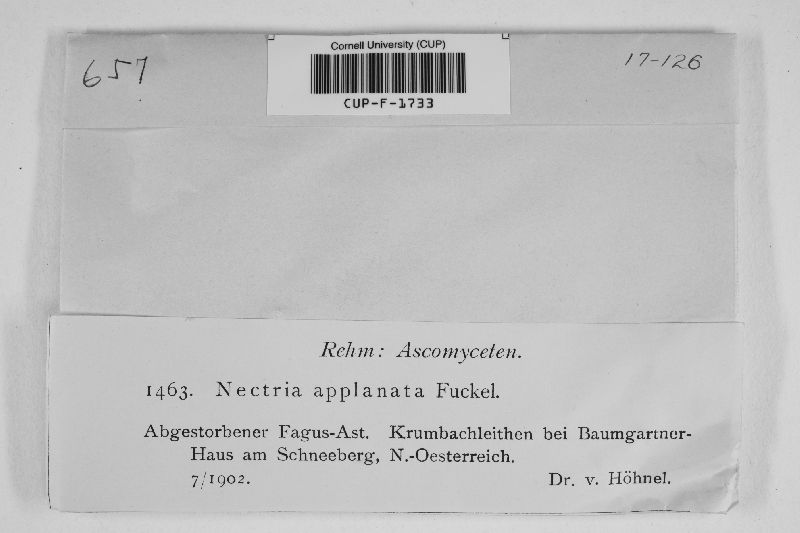 657
Cornell University (CUP)
17-126
CUP-F-1733
Rehm: Ascomyceten.
1463. Nectria applanata Fuckel.
Abgestorbener Fagus-Ast. Krumbachleithen bei Baumgartner-
Haus am Schneeberg, N.-Oesterreich.
7/1902. Dr. v. Höhnel.